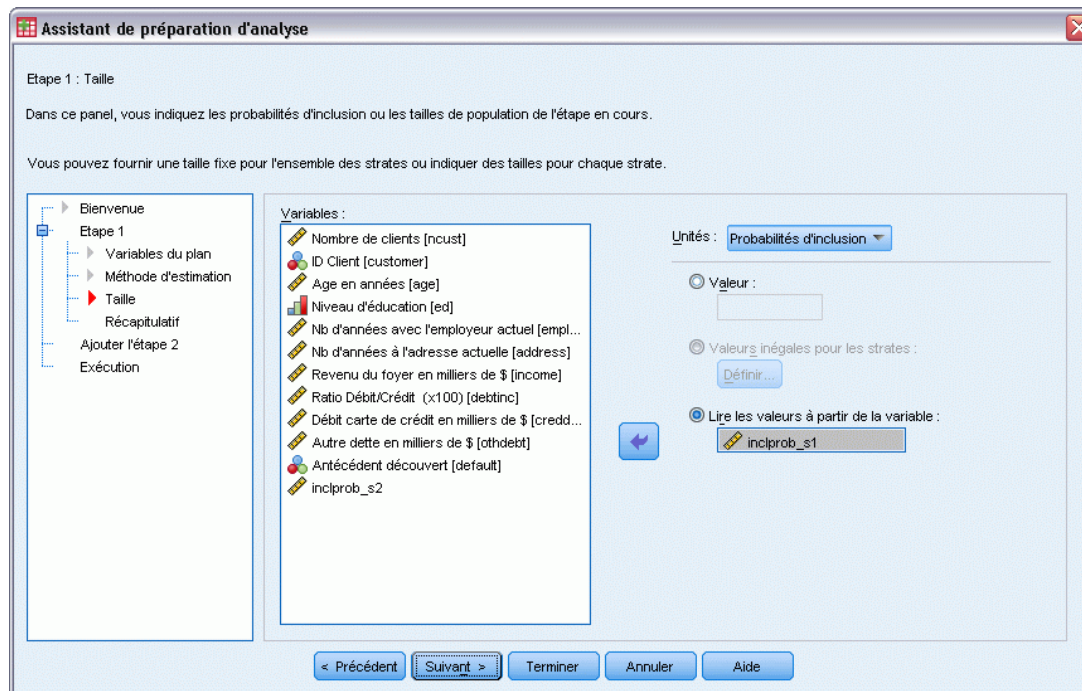 Assistant de préparation d'analyse
Etape 1 : Taille
Dans ce panel, vous indiquez les probabilités d'inclusion ou les tailles de population de l'étape en cours.
Vous pouvez fournir une taille fixe pour l'ensemble des strates ou indiquer des tailles pour chaque strate.
Bienvenue
Etape 1
Variables du plan
Méthode d'estimation
Taille
Récapitulatif
Ajouter l'étape 2
Exécution
Variables :
Nombre de clients [ncust]
ID Client [customer]
Age en années [age]
Niveau d'éducation [ed]
Nb d'années avec l'employeur actuel [empl...
Nb d'années à l'adresse actuelle [address]
Revenu du foyer en milliers de $ [income]
Ratio Débit/Crédit (x100) [debtinc]
Débit carte de crédit en milliers de $ [credd...
Autre dette en milliers de $ [othdebt]
Antécédent découvert [default]
inclprob_s2
Unités : Probabilités d'inclusion
Valeur :
Valeurs inégales pour les strates :
Définir...
Lire les valeurs à partir de la variable :
inclprob_s1
< Précédent
Suivant >
Terminer
Annuler
Aide